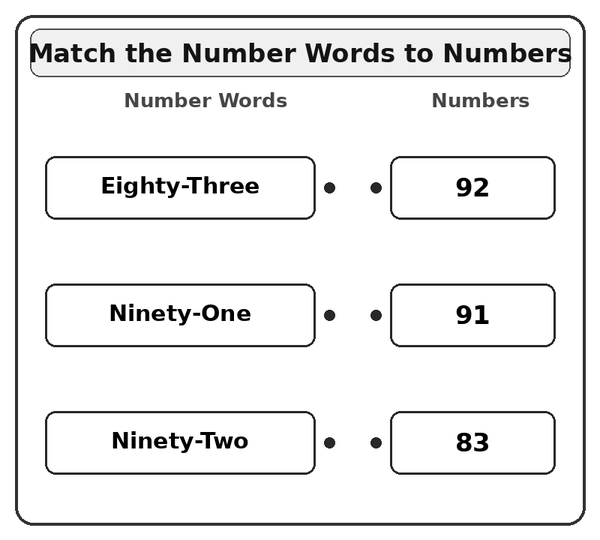 Match the Number Words to Numbers
Number Words Numbers
Eighty-Three 92
Ninety-One 91
Ninety-Two 83